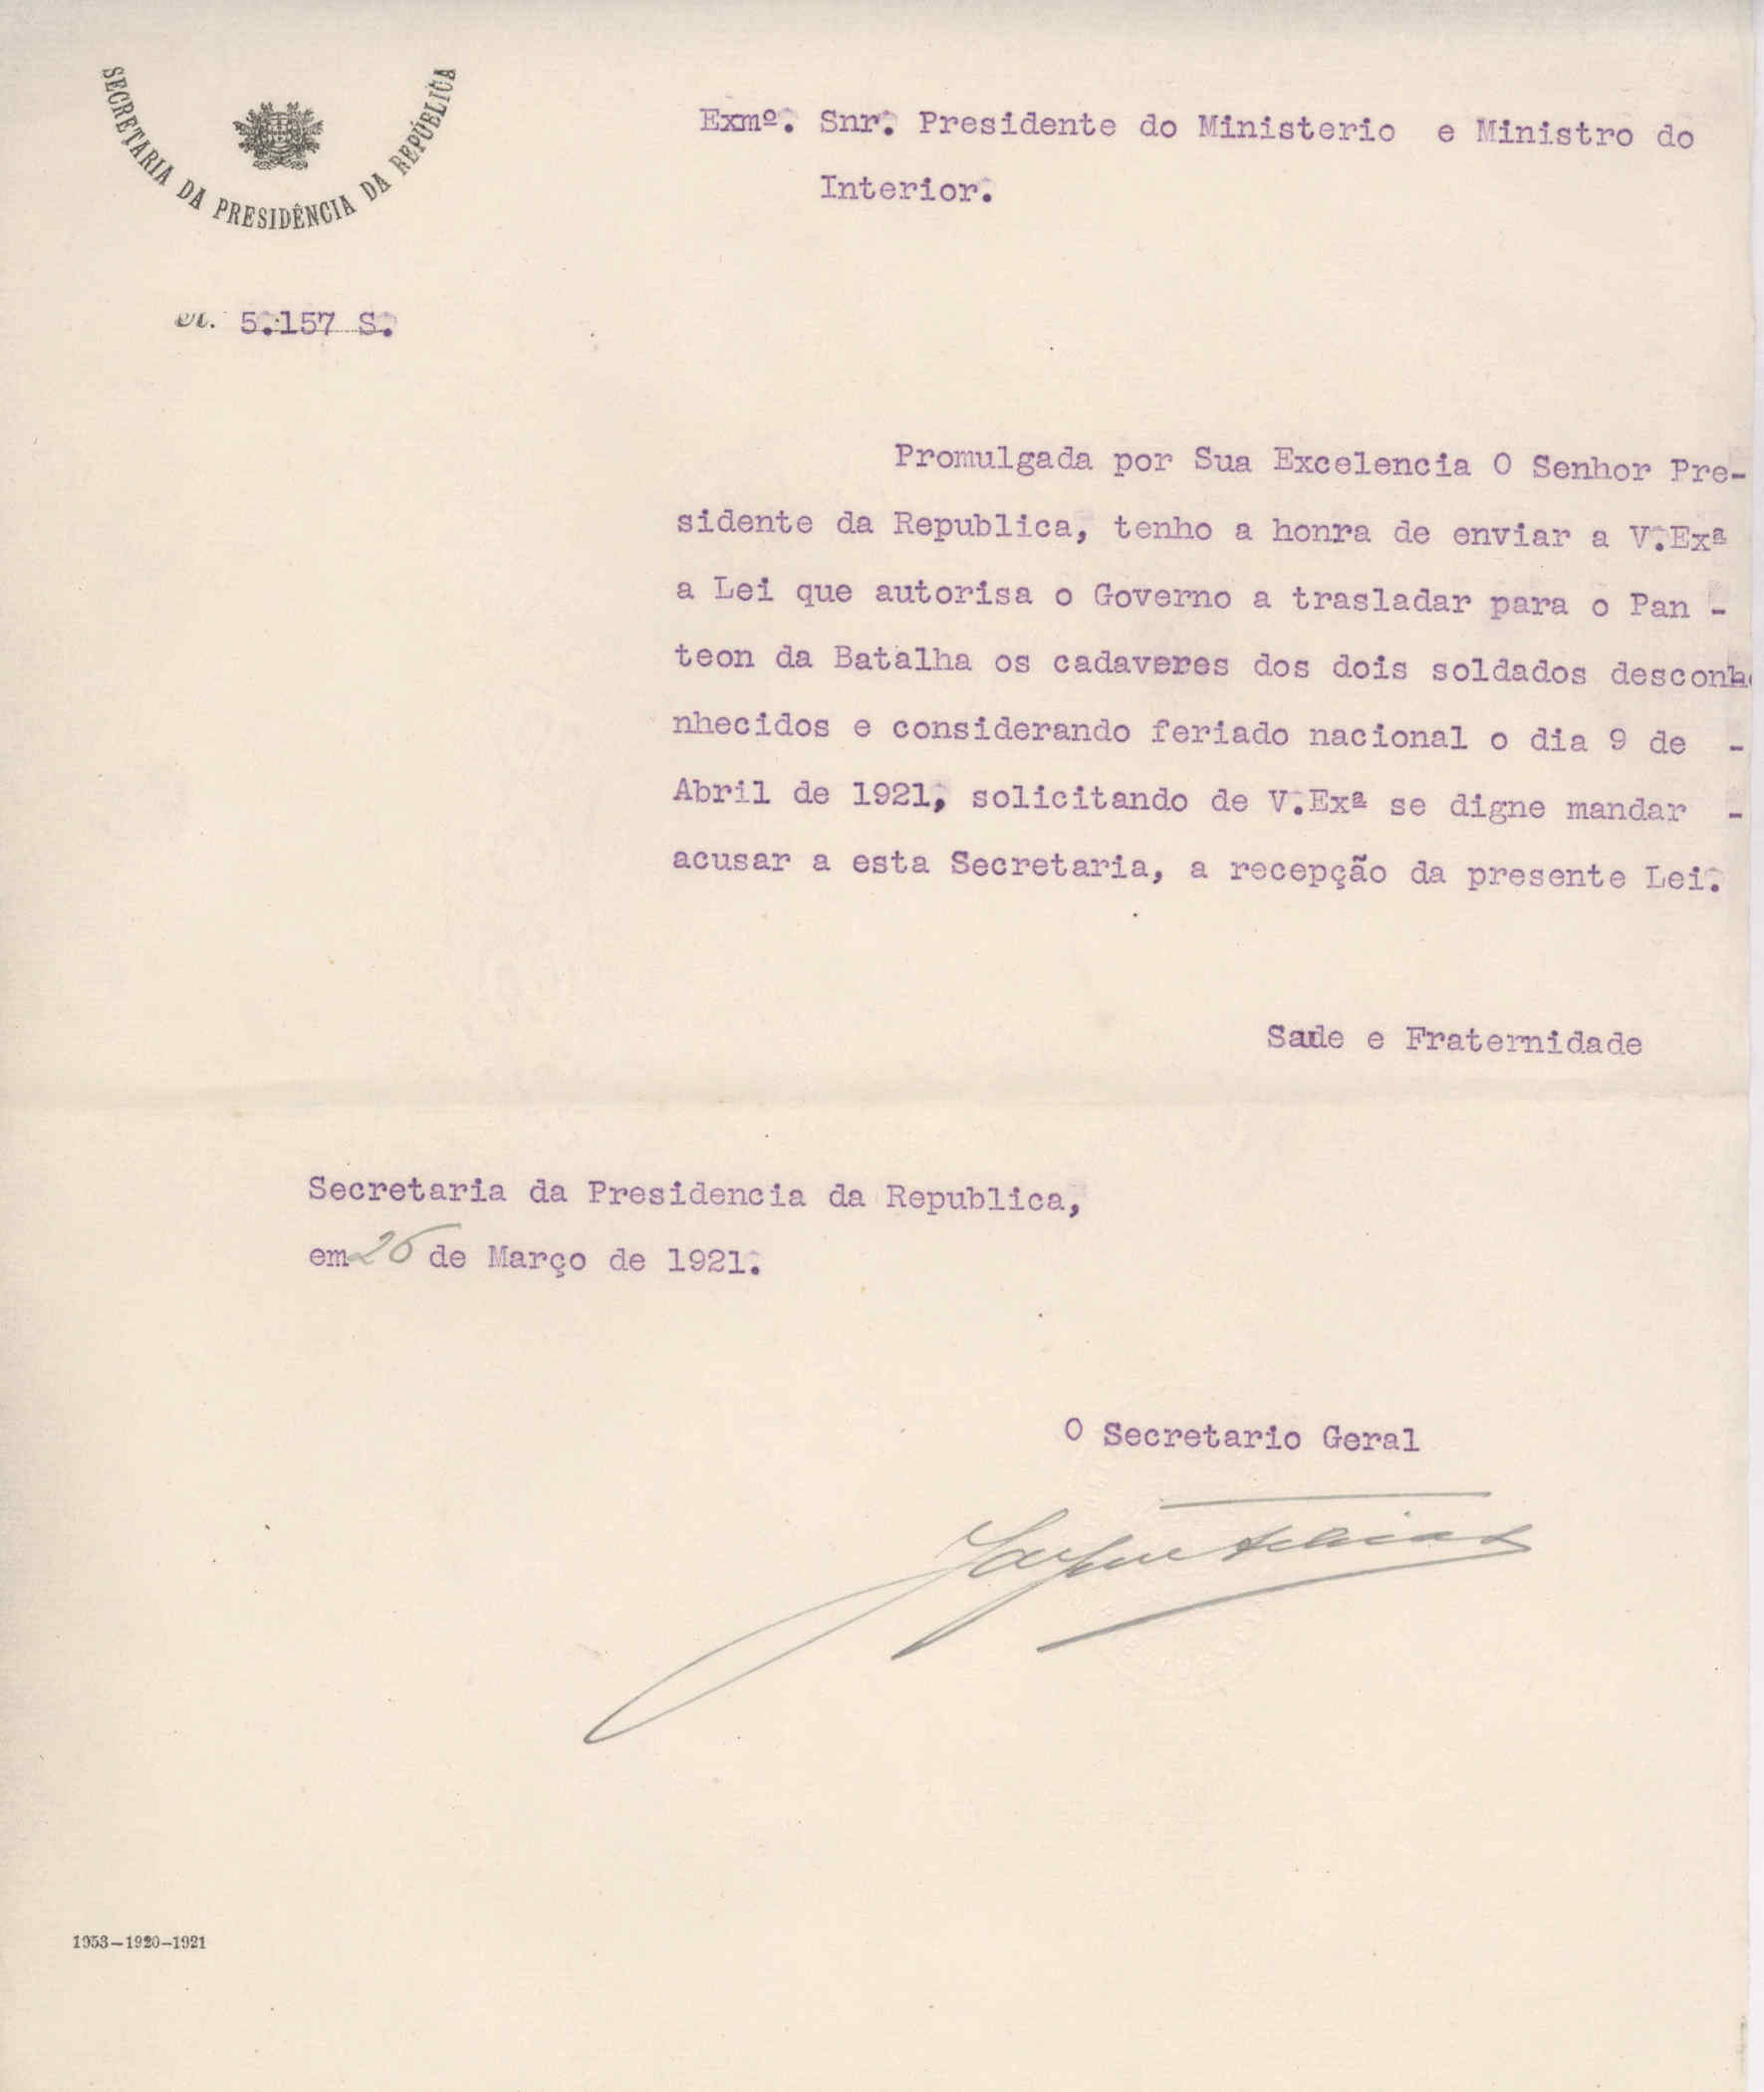 SECRETARIA DA PRESIDÊNCIA DA REPÚBLICA
Exmº. Snr. Presidente do Ministerio e Ministro do
Interior.
N. 5.157 S.
Promulgada por Sua Excelencia O Senhor Pre-
sidente da Republica, tenho a honra de enviar a V.Exª
a Lei que autorisa o Governo a trasladar para o Pan -
teon da Batalha os cadaveres dos dois soldados desconh
nhecidos e considerando feriado nacional o dia 9 de -
Abril de 1921, solicitando de V.Exª se digne mandar -
acusar a esta Secretaria, a recepção da presente Lei.
Saude e Fraternidade
Secretaria da Presidencia da Republica,
em 26 de Março de 1921.
O Secretario Geral
1953-1920-1921